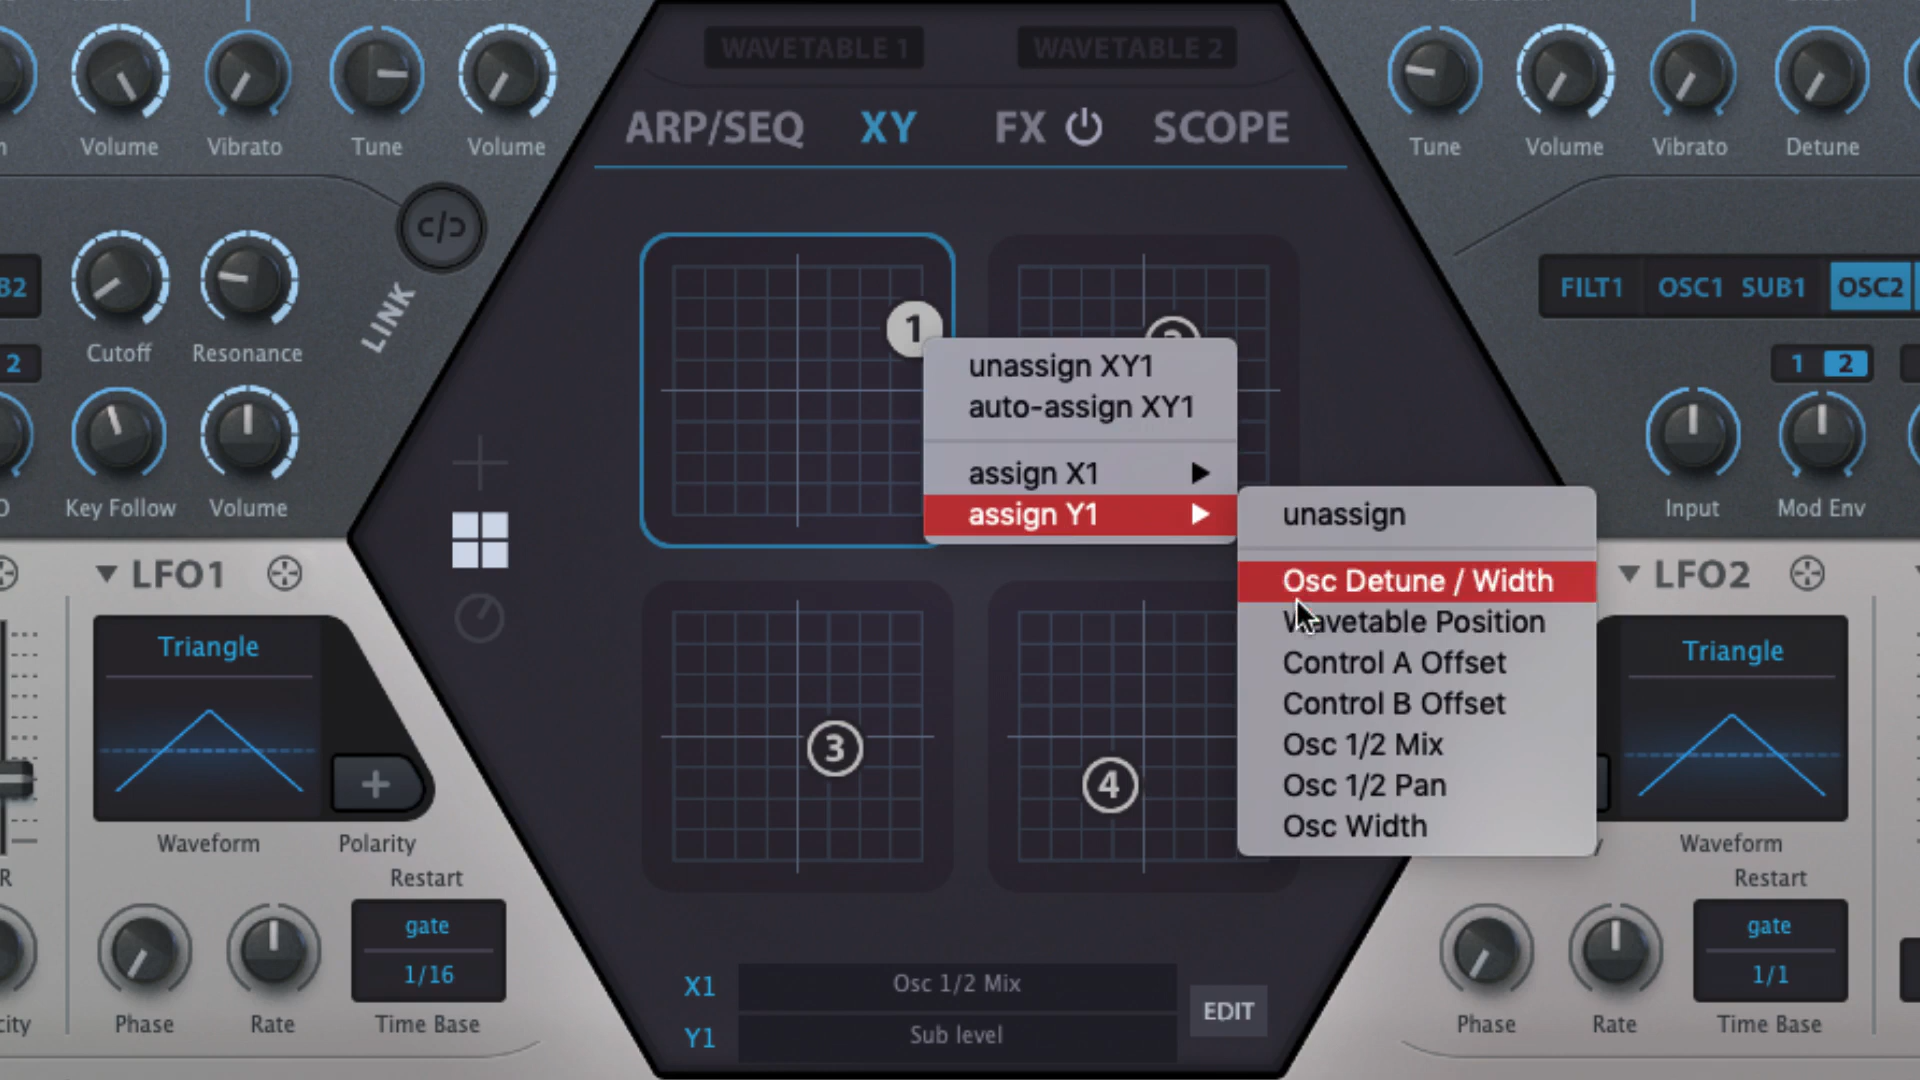 WAVETABLE 1
WAVETABLE 2
ARP/SEQ
XY
FX
SCOPE
Volume
Vibrato
Tune
Volume
Tune
Volume
Vibrato
Detune
LINK
B2
2
Cutoff
Resonance
Key Follow
Volume
FILT1
OSC1
SUB1
OSC2
1
2
Input
Mod Env
1
unassign XY1
auto-assign XY1
assign X1
assign Y1
unassign
Osc Detune / Width
Wavetable Position
Control A Offset
Control B Offset
Osc 1/2 Mix
Osc 1/2 Pan
Osc Width
3
4
LFO1
Triangle
Waveform
Polarity
Restart
gate
1/16
Phase
Rate
Time Base
LFO2
Triangle
Waveform
Restart
gate
1/1
Phase
Rate
Time Base
R
city
X1
Osc 1/2 Mix
Y1
Sub level
EDIT